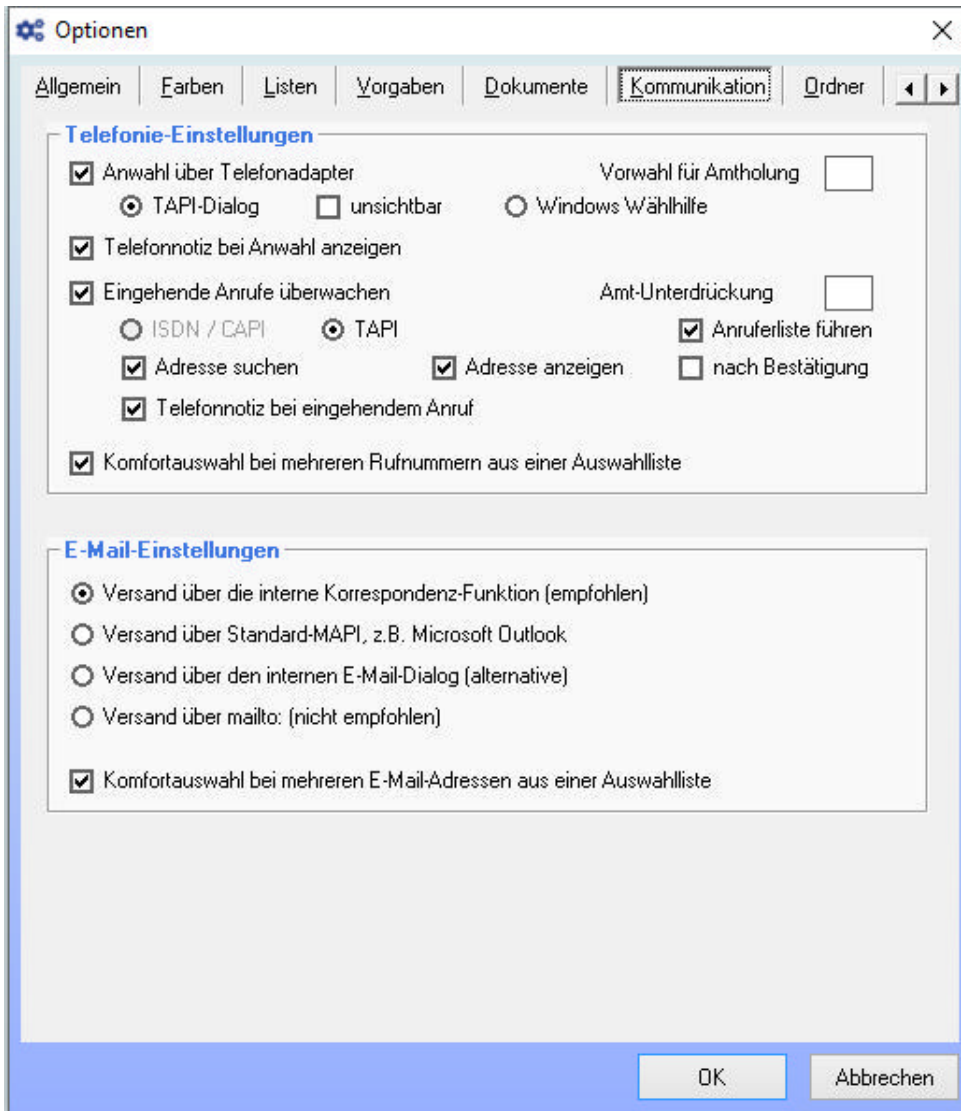 Optionen
Allgemein Farben Listen Vorgaben Dokumente Kommunikation Ordner
Telefonie-Einstellungen
Anwahl über Telefonadapter Vorwahl für Amtholung
TAPI-Dialog unsichtbar Windows Wählhilfe
Telefonnotiz bei Anwahl anzeigen
Eingehende Anrufe überwachen Amt-Unterdrückung
ISDN / CAPI TAPI Anruferliste führen
Adresse suchen Adresse anzeigen nach Bestätigung
Telefonnotiz bei eingehendem Anruf
Komfortauswahl bei mehreren Rufnummern aus einer Auswahlliste
E-Mail-Einstellungen
Versand über die interne Korrespondenz-Funktion (empfohlen)
Versand über Standard-MAPI, z.B. Microsoft Outlook
Versand über den internen E-Mail-Dialog (alternative)
Versand über mailto: (nicht empfohlen)
Komfortauswahl bei mehreren E-Mail-Adressen aus einer Auswahlliste
OK Abbrechen